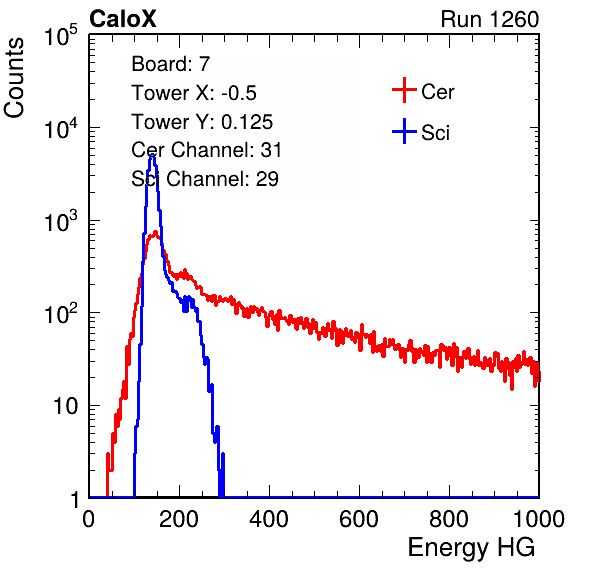 CaloX
Run 1260
Board: 7
Tower X: -0.5
Tower Y: 0.125
Cer Channel: 31
Sci Channel: 29
Cer
Sci
Counts
10^5
10^4
10^3
10^2
10
1
0 200 400 600 800 1000
Energy HG